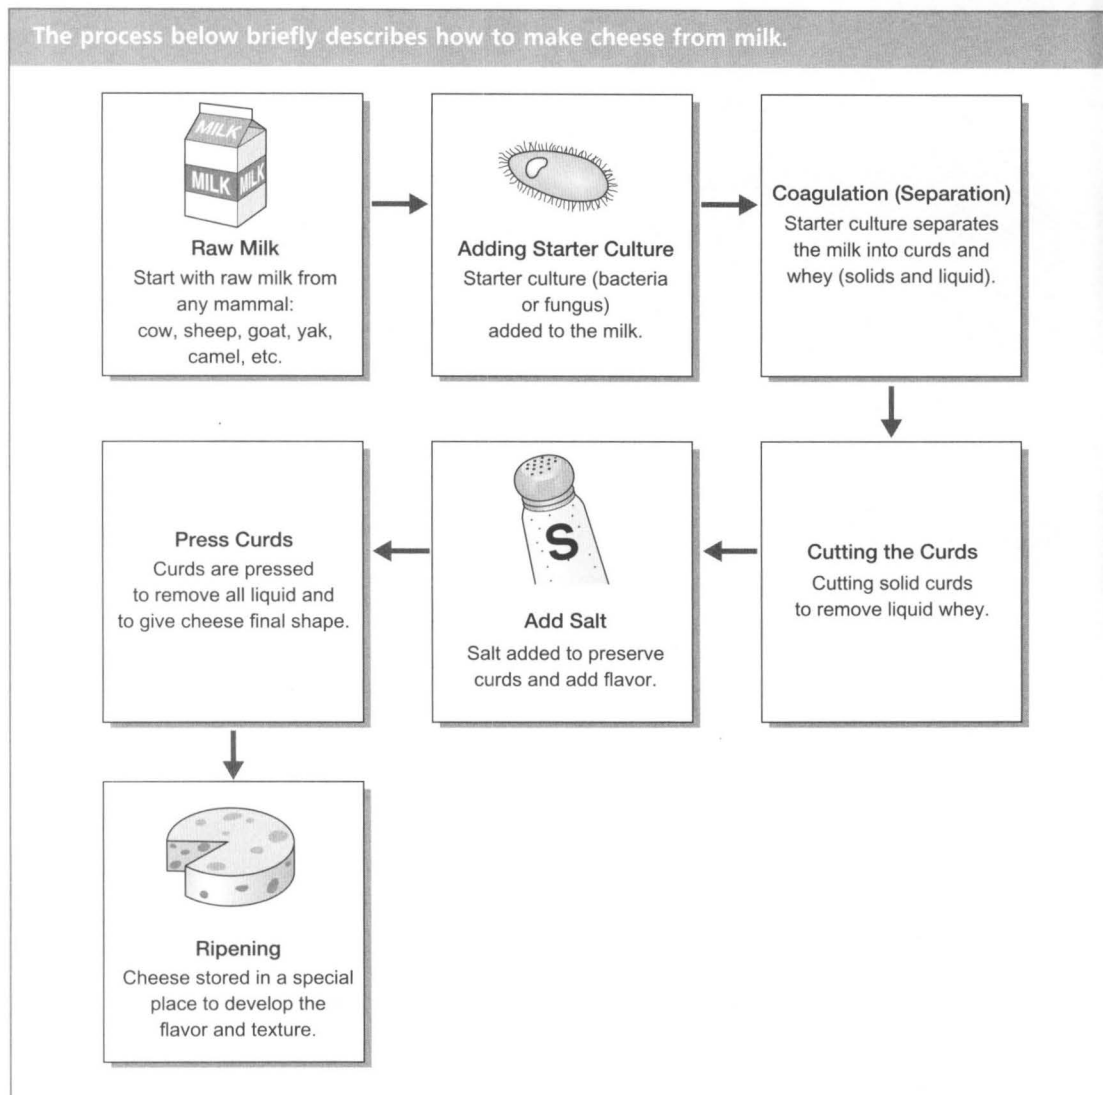 The process below briefly describes how to make cheese from milk.
MILK
MILK
MILK
Raw Milk
Start with raw milk from
any mammal:
cow, sheep, goat, yak,
camel, etc.
Adding Starter Culture
Starter culture (bacteria
or fungus)
added to the milk.
Coagulation (Separation)
Starter culture separates
the milk into curds and
whey (solids and liquid).
Cutting the Curds
Cutting solid curds
to remove liquid whey.
S
Add Salt
Salt added to preserve
curds and add flavor.
Press Curds
Curds are pressed
to remove all liquid and
to give cheese final shape.
Ripening
Cheese stored in a special
place to develop the
flavor and texture.